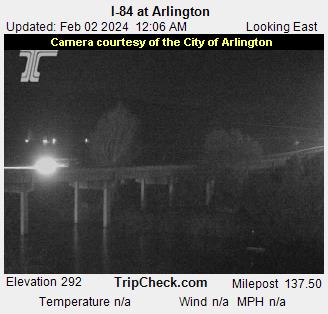 I-84 at Arlington
Updated: Feb 02 2024 12:06 AM Looking East
Camera courtesy of the City of Arlington
Elevation 292 TripCheck.com Milepost 137.50
Temperature n/a Wind n/a MPH n/a